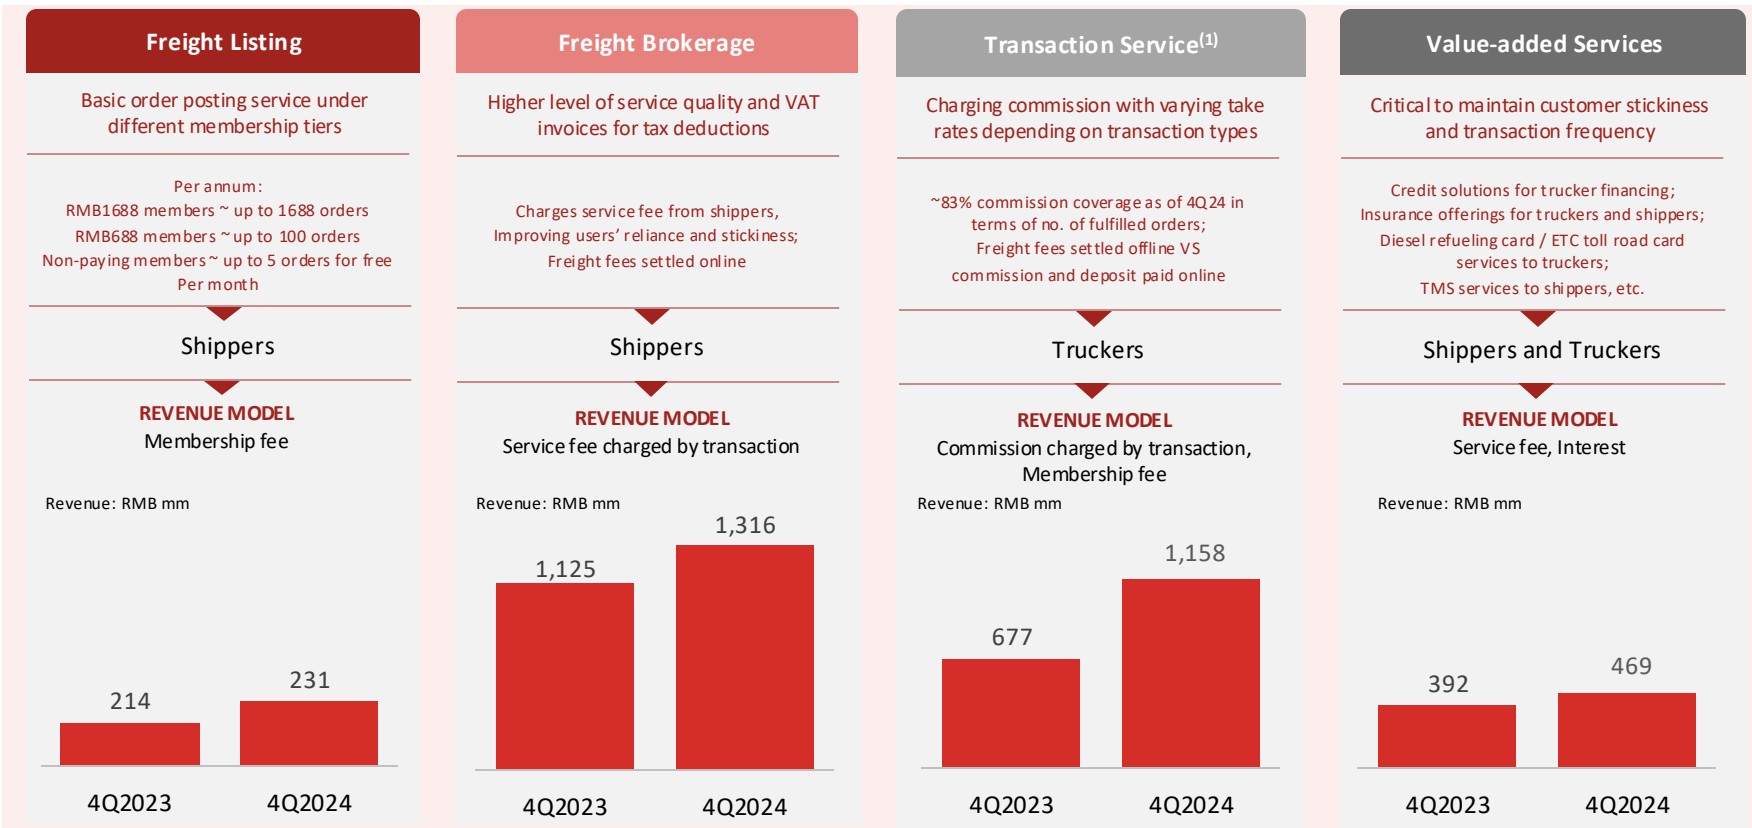 Freight Listing
Basic order posting service under
different membership tiers
Per annum:
RMB1688 members ~ up to 1688 orders
RMB688 members ~ up to 100 orders
Non-paying members ~ up to 5 orders for free
Per month
Shippers
REVENUE MODEL
Membership fee
Revenue: RMB mm
214
231
4Q2023
4Q2024
Freight Brokerage
Higher level of service quality and VAT
invoices for tax deductions
Charges service fee from shippers,
Improving users’ reliance and stickiness;
Freight fees settled online
Shippers
REVENUE MODEL
Service fee charged by transaction
Revenue: RMB mm
1,125
1,316
4Q2023
4Q2024
Transaction Service(1)
Charging commission with varying take
rates depending on transaction types
~83% commission coverage as of 4Q24 in
terms of no. of fulfilled orders;
Freight fees settled offline VS
commission and deposit paid online
Truckers
REVENUE MODEL
Commission charged by transaction,
Membership fee
Revenue: RMB mm
677
1,158
4Q2023
4Q2024
Value-added Services
Critical to maintain customer stickiness
and transaction frequency
Credit solutions for trucker financing;
Insurance offerings for truckers and shippers;
Diesel refueling card / ETC toll road card
services to truckers;
TMS services to shippers, etc.
Shippers and Truckers
REVENUE MODEL
Service fee, Interest
Revenue: RMB mm
392
469
4Q2023
4Q2024